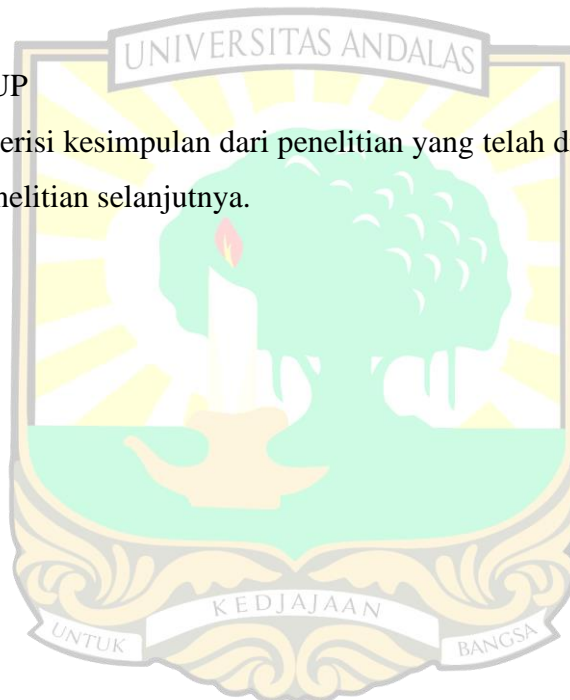 UNIVERSITAS ANDALAS
UP
erisi kesimpulan dari penelitian yang telah d
nelitian selanjutnya.
KEDJAJAAN
UNTUK
BANGSA